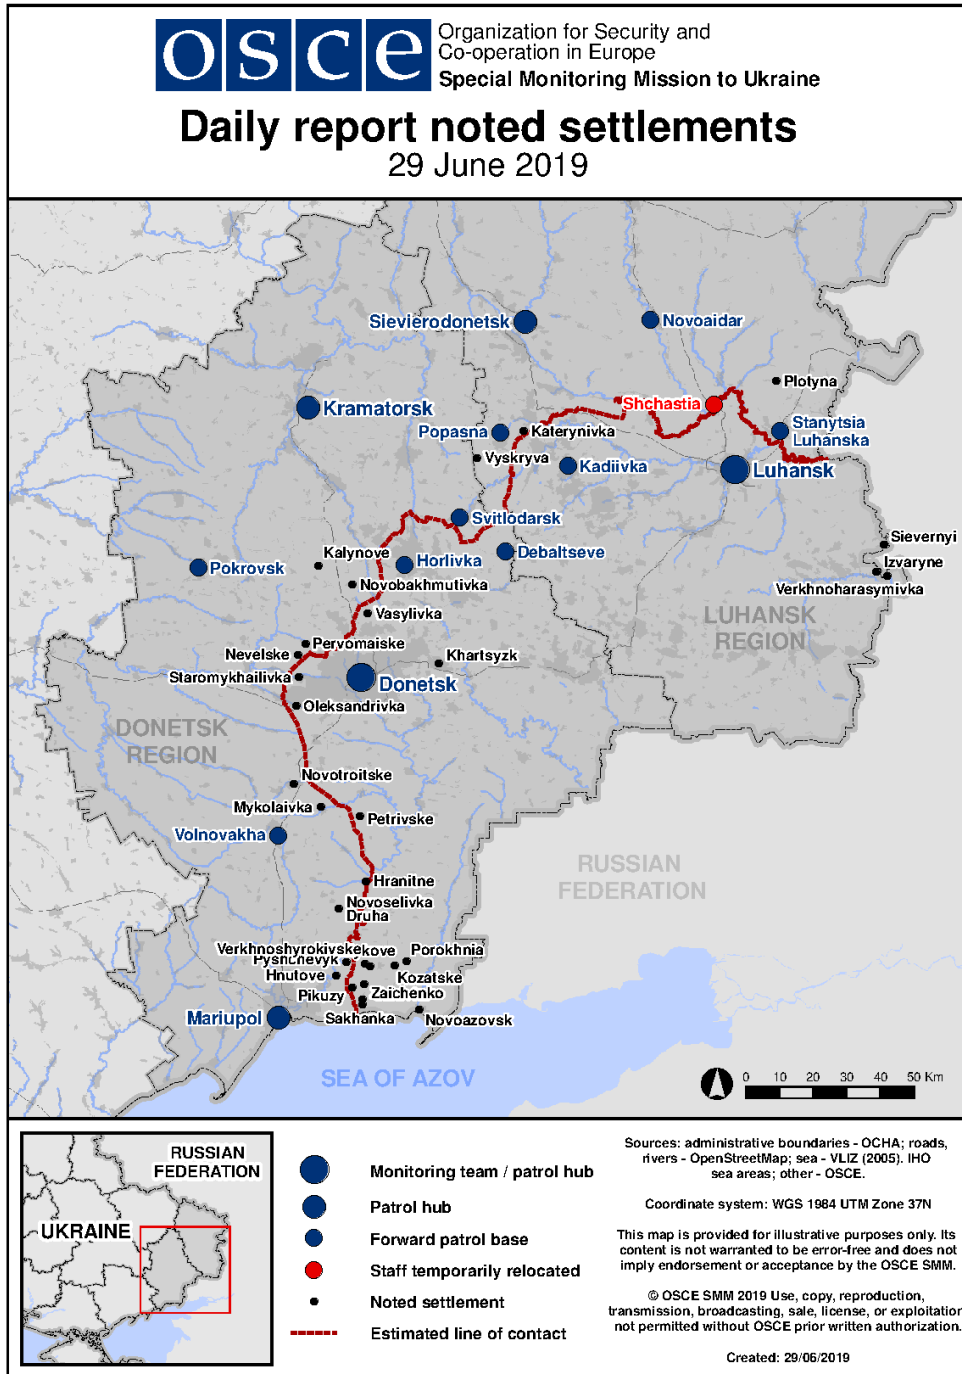 osce
Organization for Security and
Co-operation in Europe
Special Monitoring Mission to Ukraine
Daily report noted settlements
29 June 2019
Sievierodonetsk
Novoaidar
Plotyna
Shchastia
Kramatorsk
Stanytsia
Luhanska
Popasna
Katerynivka
Vyskryva
Kadiivka
Luhansk
Svitlodarsk
Sievernyi
Kalynove
Horlivka
Debaltseve
Izvaryne
Pokrovsk
Novobakhmutivka
Verkhnoharasymivka
Vasylivka
LUHANSK
REGION
Pervomaiske
Nevelske
Khartsyzk
Staromykhailivka
Donetsk
Oleksandrivka
DONETSK
REGION
Novotroitske
Mykolaivka
Petrivske
Volnovakha
RUSSIAN
FEDERATION
Hranitne
Novoselivka
Druha
Verkhnoshyrokivske
kove
Porokhnia
Pyshchevyk
Hnutove
Kozatske
Pikuzy
Zaichenko
Mariupol
Sakhanka
Novoazovsk
SEA OF AZOV
0 10 20 30 40 50 Km
RUSSIAN
FEDERATION
UKRAINE
Monitoring team / patrol hub
Patrol hub
Forward patrol base
Staff temporarily relocated
Noted settlement
Estimated line of contact
Sources: administrative boundaries - OCHA; roads,
rivers - OpenStreetMap; sea - VLIZ (2005). IHO
sea areas; other - OSCE.
Coordinate system: WGS 1984 UTM Zone 37N
This map is provided for illustrative purposes only. Its
content is not warranted to be error-free and does not
imply endorsement or acceptance by the OSCE SMM.
© OSCE SMM 2019 Use, copy, reproduction,
transmission, broadcasting, sale, license, or exploitation
not permitted without OSCE prior written authorization.
Created: 29/06/2019